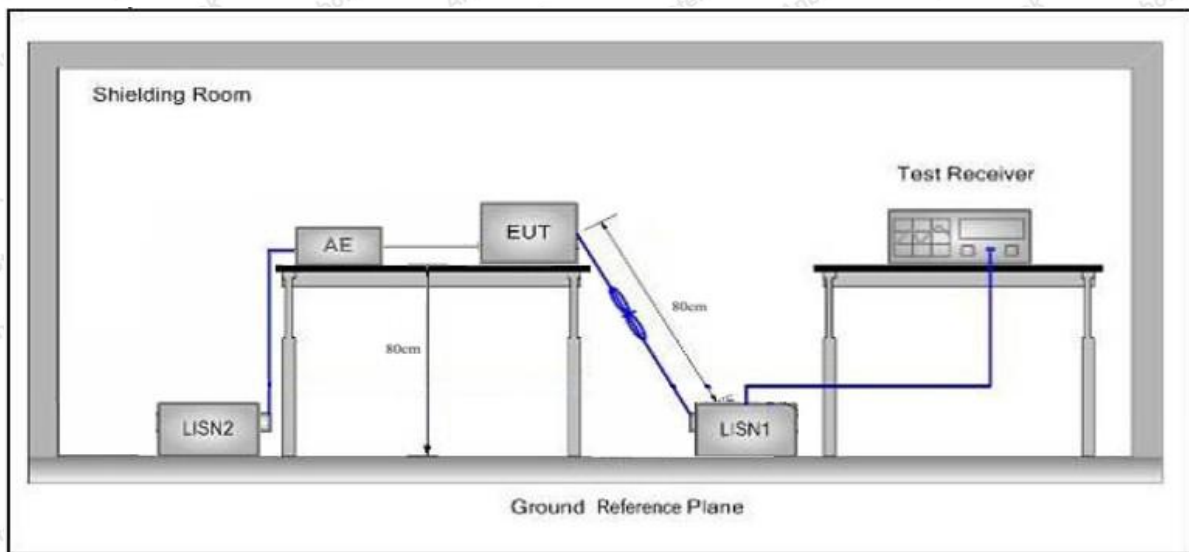 Shielding Room
Test Receiver
EUT
AE
80cm
80cm
LISN2
LISN1
Ground Reference Plane